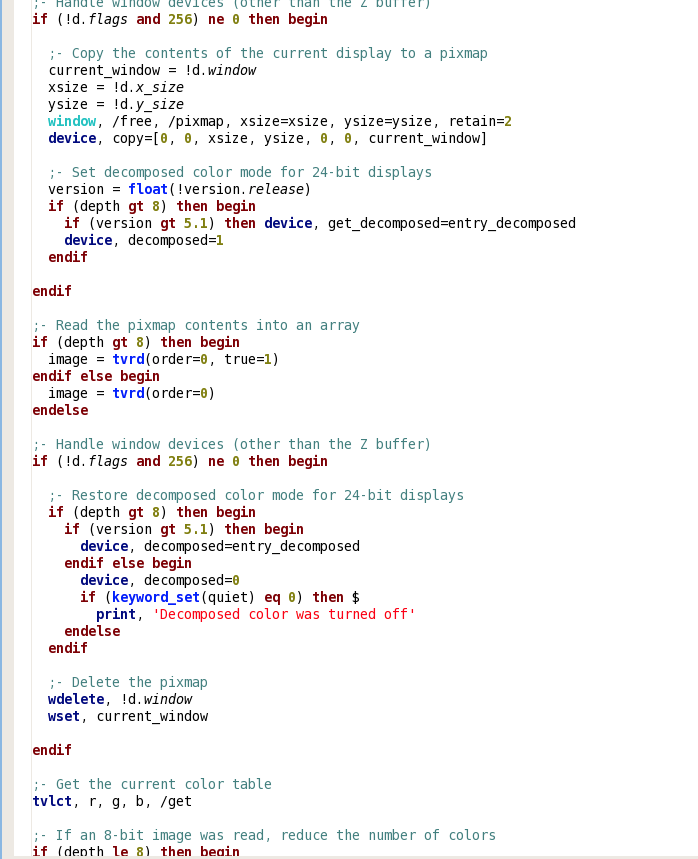 ;- Handle window devices (other than the Z buffer)
if (!d.flags and 256) ne 0 then begin

  ;- Copy the contents of the current display to a pixmap
  current_window = !d.window
  xsize = !d.x_size
  ysize = !d.y_size
  window, /free, /pixmap, xsize=xsize, ysize=ysize, retain=2
  device, copy=[0, 0, xsize, ysize, 0, 0, current_window]

  ;- Set decomposed color mode for 24-bit displays
  version = float(!version.release)
  if (depth gt 8) then begin
    if (version gt 5.1) then device, get_decomposed=entry_decomposed
    device, decomposed=1
  endif

endif

;- Read the pixmap contents into an array
if (depth gt 8) then begin
  image = tvrd(order=0, true=1)
endif else begin
  image = tvrd(order=0)
endelse

;- Handle window devices (other than the Z buffer)
if (!d.flags and 256) ne 0 then begin

  ;- Restore decomposed color mode for 24-bit displays
  if (depth gt 8) then begin
    if (version gt 5.1) then begin
      device, decomposed=entry_decomposed
    endif else begin
      device, decomposed=0
      if (keyword_set(quiet) eq 0) then $
        print, 'Decomposed color was turned off'
    endelse
  endif

  ;- Delete the pixmap
  wdelete, !d.window
  wset, current_window

endif

;- Get the current color table
tvlct, r, g, b, /get

;- If an 8-bit image was read, reduce the number of colors
if (depth le 8) then begin